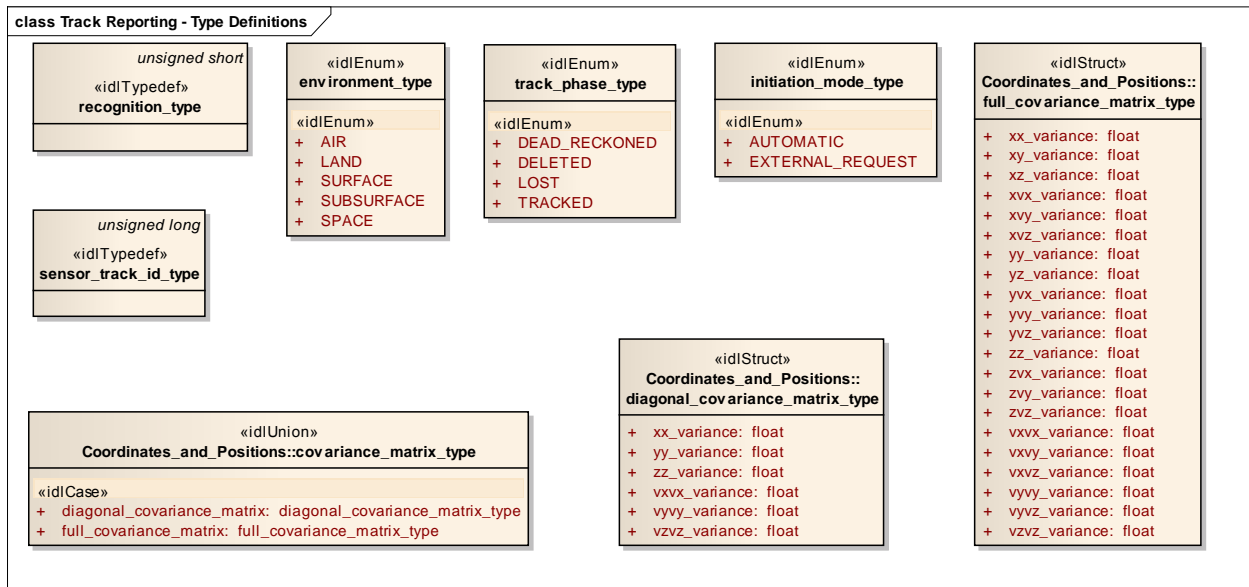 class Track Reporting - Type Definitions
unsigned short
«idlTypedef»
recognition_type
«idlEnum»
environment_type
«idlEnum»
+ AIR
+ LAND
+ SURFACE
+ SUBSURFACE
+ SPACE
«idlEnum»
track_phase_type
«idlEnum»
+ DEAD_RECKONED
+ DELETED
+ LOST
+ TRACKED
«idlEnum»
initiation_mode_type
«idlEnum»
+ AUTOMATIC
+ EXTERNAL_REQUEST
«idlStruct»
Coordinates_and_Positions::
full_covariance_matrix_type
+ xx_variance: float
+ xy_variance: float
+ xz_variance: float
+ xvx_variance: float
+ xvy_variance: float
+ xvz_variance: float
+ yy_variance: float
+ yz_variance: float
+ yvx_variance: float
+ yvy_variance: float
+ yvz_variance: float
+ zz_variance: float
+ zvx_variance: float
+ zvy_variance: float
+ zvz_variance: float
+ vxvx_variance: float
+ vxvy_variance: float
+ vxvz_variance: float
+ vyvy_variance: float
+ vyvz_variance: float
+ vzvz_variance: float
unsigned long
«idlTypedef»
sensor_track_id_type
«idlStruct»
Coordinates_and_Positions::
diagonal_covariance_matrix_type
+ xx_variance: float
+ yy_variance: float
+ zz_variance: float
+ vxvx_variance: float
+ vyvy_variance: float
+ vzvz_variance: float
«idlUnion»
Coordinates_and_Positions::covariance_matrix_type
«idlCase»
+ diagonal_covariance_matrix: diagonal_covariance_matrix_type
+ full_covariance_matrix: full_covariance_matrix_type